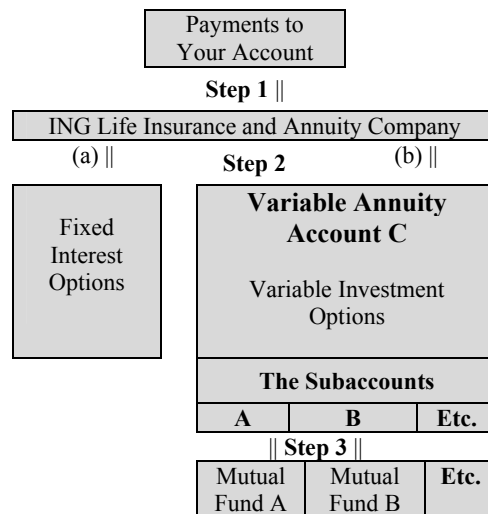 Payments to
Your Account
Step 1 ||
ING Life Insurance and Annuity Company
(a) ||
Step 2
(b) ||
Fixed
Interest
Options
Variable Annuity
Account C
Variable Investment
Options
The Subaccounts
A
B
Etc.
|| Step 3 ||
Mutual
Fund A
Mutual
Fund B
Etc.